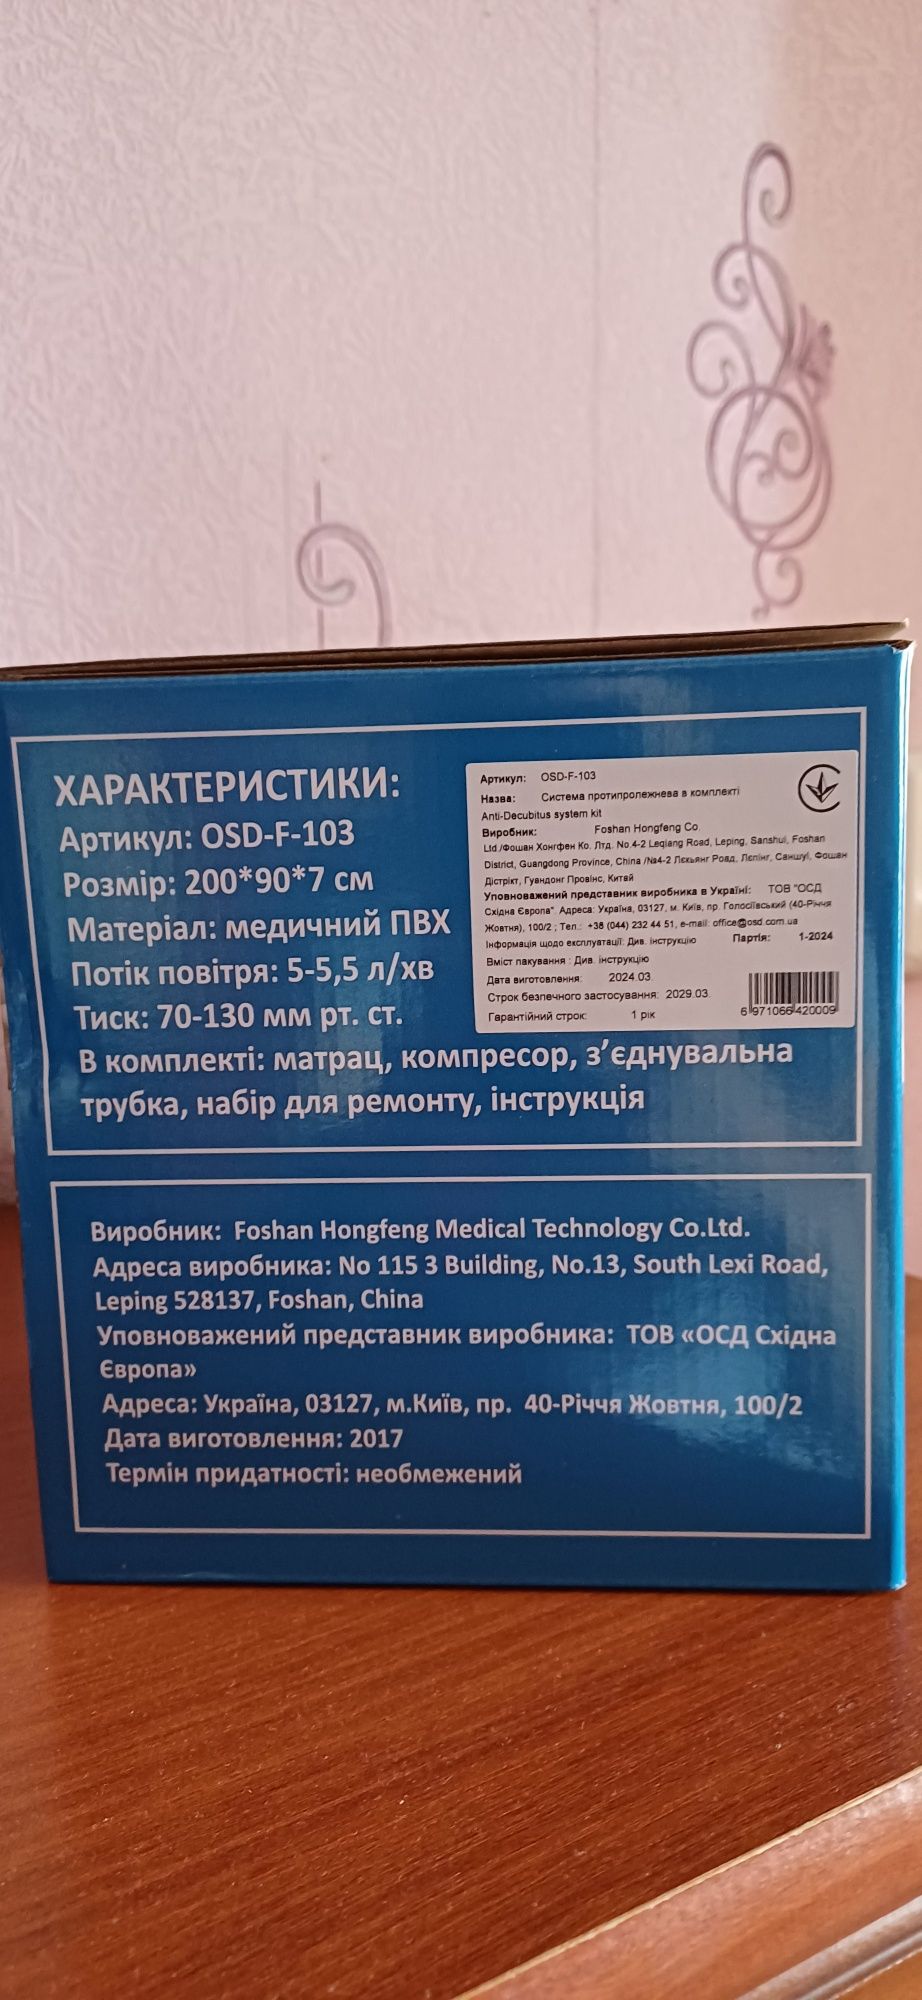 ХАРАКТЕРИСТИКИ:
Артикул: OSD-F-103
Розмір: 200*90*7 см
Матеріал: медичний ПВХ
Потік повітря: 5-5,5 л/хв
Тиск: 70-130 мм рт. ст.
В комплекті: матрац, компресор, з’єднувальна
трубка, набір для ремонту, інструкція
Артикул: OSD-F-103
Назва: Система протипролежнева в комплекті
Anti-Decubitus system kit
Виробник: Foshan Hongfeng Co.
Ltd /Фошан Хонгфен Ко. Лтд. No.4-2 Leqiang Road, Leping, Sanshui, Foshan
District, Guangdong Province, China /№4-2 Лєкьянг Роад, Лєпінг, Саншуі, Фошан
Дістрікт, Гуандонг Провінс, Китай
Уповноважений представник виробника в Україні: ТОВ "ОСД
Східна Європа". Адреса: Україна, 03127, м. Київ, пр. Голосіївський (40-Річчя
Жовтня), 100/2 ; Тел.: +38 (044) 232 44 51, e-mail: office@osd.com.ua
Інформація щодо експлуатації: Див. інструкцію Партія: 1-2024
Вміст пакування : Див. інструкцію
Дата виготовлення: 2024.03.
Строк безпечного застосування: 2029.03.
Гарантійний строк: 1 рік
6 971066 420009
Виробник: Foshan Hongfeng Medical Technology Co.Ltd.
Адреса виробника: No 115 3 Building, No.13, South Lexi Road,
Leping 528137, Foshan, China
Уповноважений представник виробника: ТОВ «ОСД Східна
Європа»
Адреса: Україна, 03127, м.Київ, пр. 40-Річчя Жовтня, 100/2
Дата виготовлення: 2017
Термін придатності: необмежений